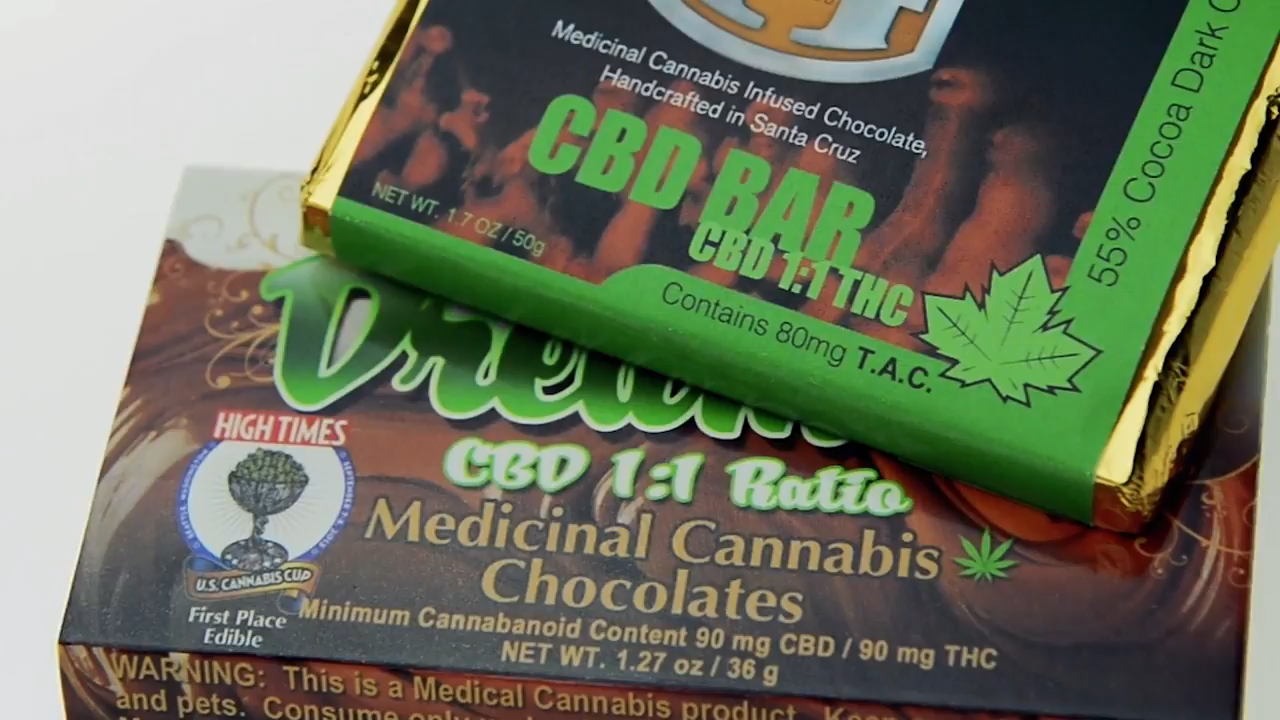 Medicinal Cannabis Infused Chocolate,
Handcrafted in Santa Cruz
CBD BAR
CBD 1:1 THC
NET WT. 1.7 OZ / 50g
Contains 80mg T.A.C.
55% Cocoa Dark
CBD 1:1 Ratio
Medicinal Cannabis
Chocolates
HIGH TIMES
U.S. CANNABIS CUP
First Place
Edible
Minimum Cannabanoid Content 90 mg CBD / 90 mg THC
NET WT. 1.27 oz / 36 g
WARNING: This is a Medical Cannabis product.
and pets. Consume only